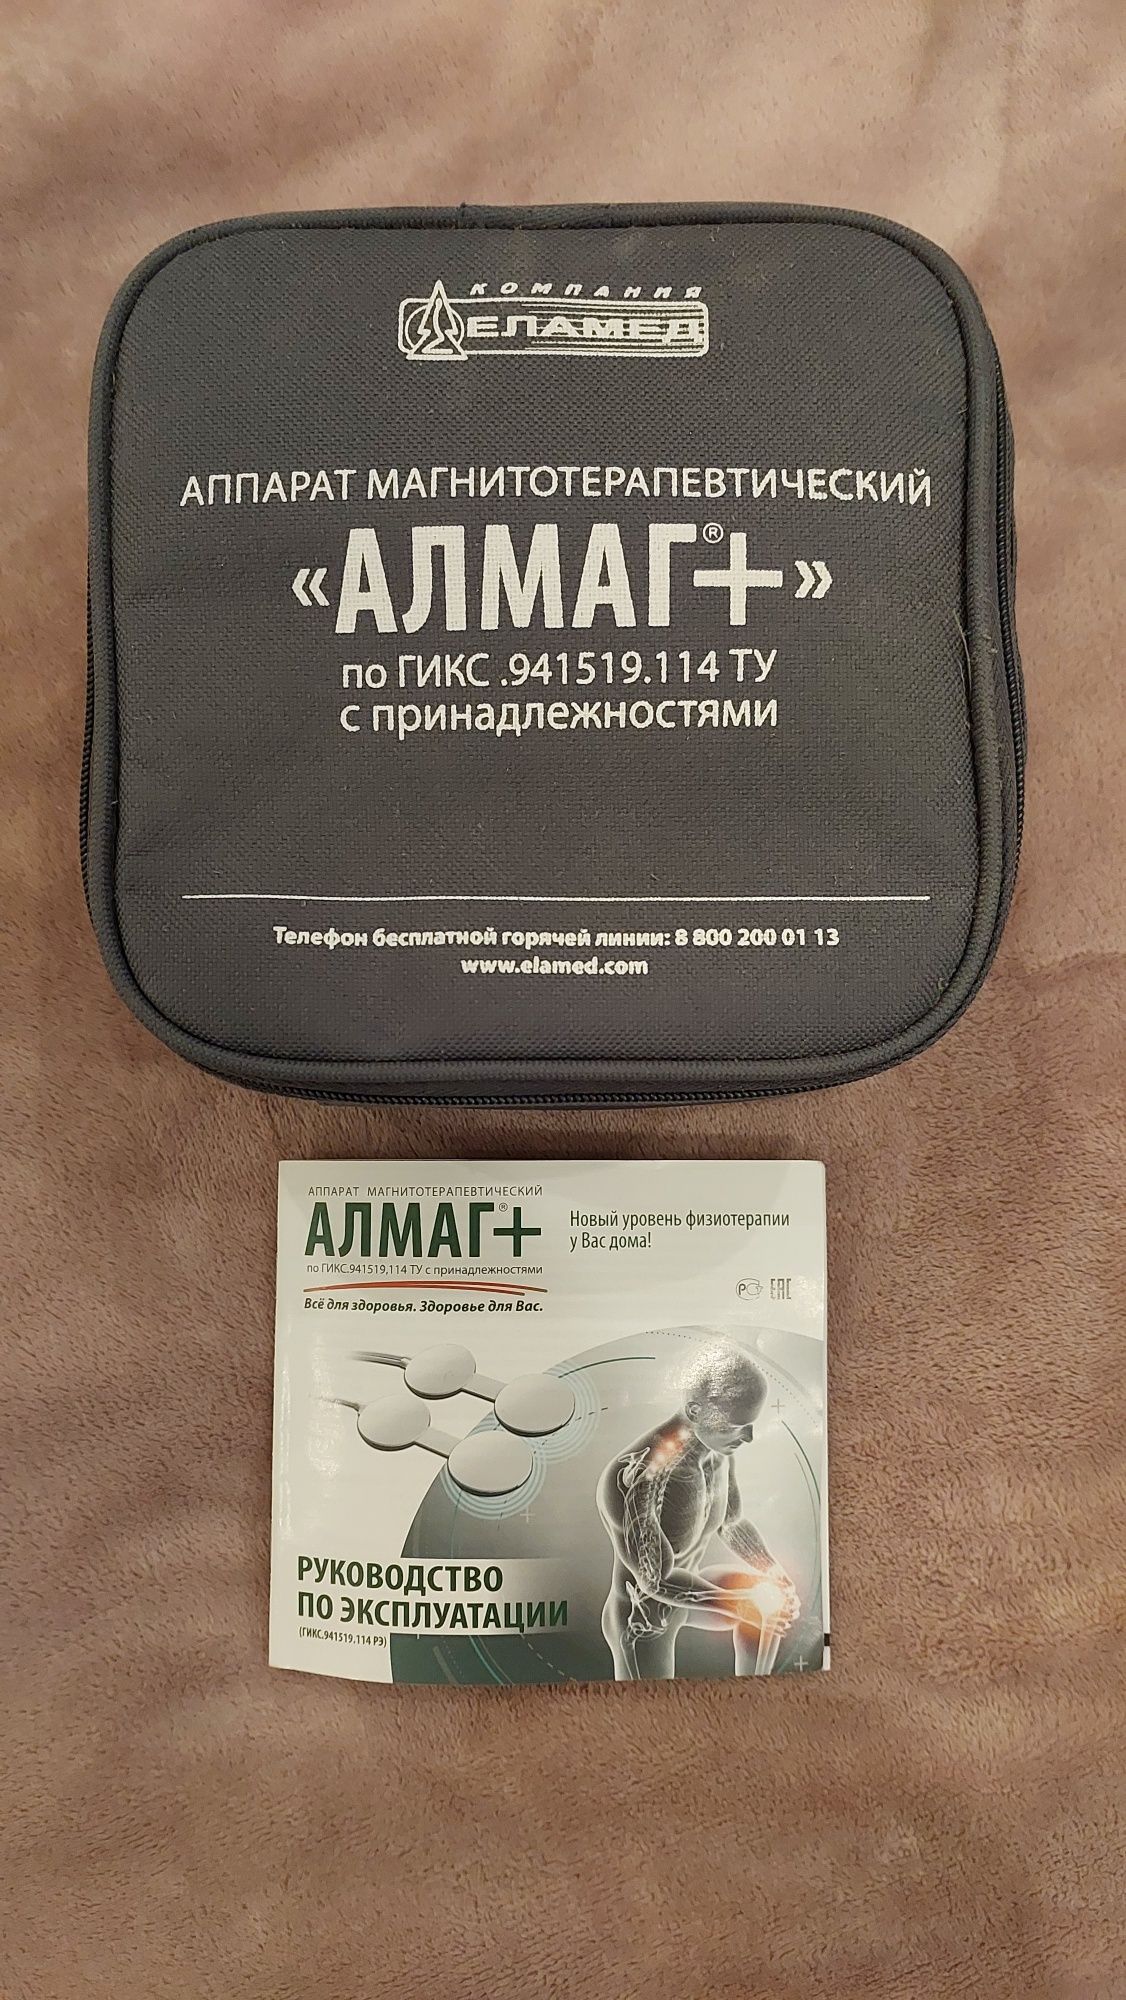 КОМПАНИЯ
ЕЛАМЕД
АППАРАТ МАГНИТОТЕРАПЕВТИЧЕСКИЙ
«АЛМАГ®+»
по ГИКС .941519.114 ТУ
с принадлежностями
Телефон бесплатной горячей линии: 8 800 200 01 13
www.elamed.com
АППАРАТ МАГНИТОТЕРАПЕВТИЧЕСКИЙ
АЛМАГ®+
по ГИКС.941519.114 ТУ с принадлежностями
Всё для здоровья. Здоровье для Вас.
Новый уровень физиотерапии
у Вас дома!
РСТ EAC
РУКОВОДСТВО
ПО ЭКСПЛУАТАЦИИ
(ГИКС.941519.114 РЭ)